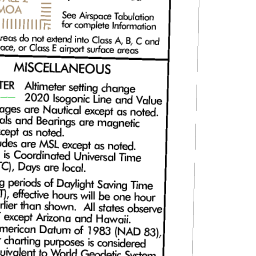 MOA
See Airspace Tabulation
for complete Information
reas do not extend into Class A, B, C and
ace, or Class E airport surface areas
MISCELLANEOUS
TER Altimeter setting change
2020 Isogonic Line and Value
ages are Nautical except as noted.
als and Bearings are magnetic
cept as noted.
udes are MSL except as noted.
is Coordinated Universal Time
TC), Days are local.
g periods of Daylight Saving Time
T), effective hours will be one hour
rlier than shown. All states observe
T except Arizona and Hawaii.
merican Datum of 1983 (NAD 83),
charting purposes is considered
uivalent to World Geodetic System